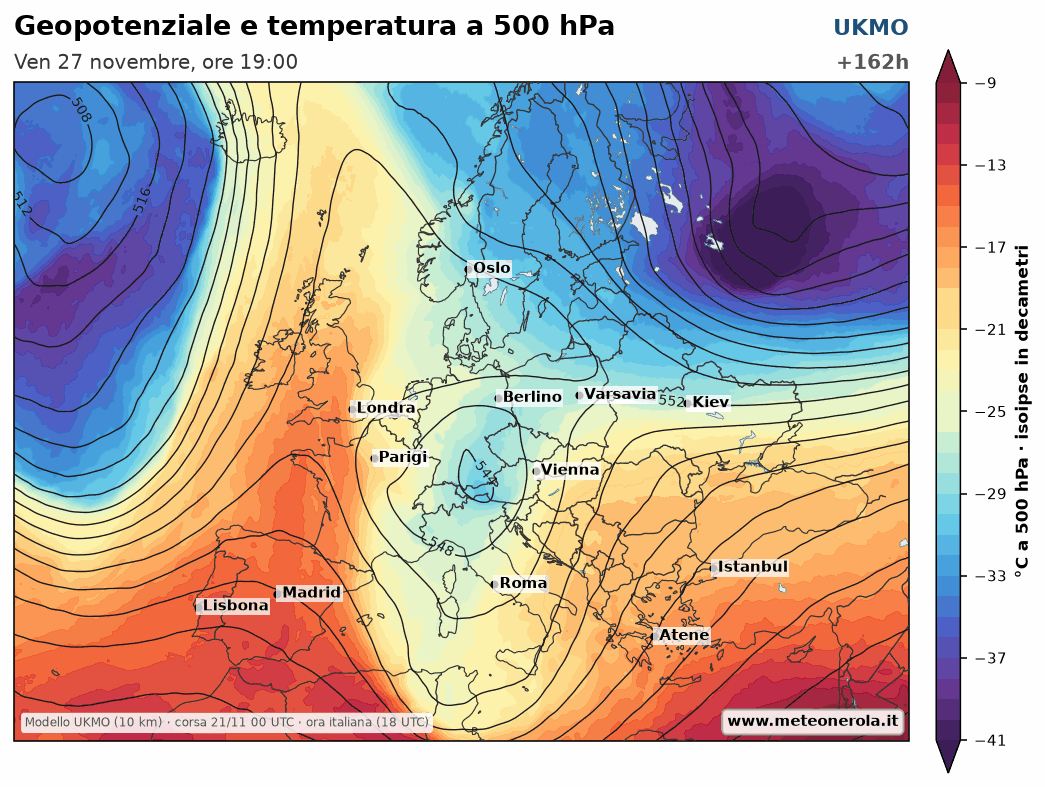 Geopotenziale e temperatura a 500 hPa
UKMO
Ven 27 novembre, ore 19:00
+162h
508
512
516
Oslo
Berlino
Varsavia
552
Kiev
Londra
Parigi
544
Vienna
548
Roma
Istanbul
Madrid
Lisbona
Atene
−9
−13
−17
−21
−25
−29
−33
−37
−41
°C a 500 hPa · isoipse in decametri
Modello UKMO (10 km) · corsa 21/11 00 UTC · ora italiana (18 UTC)
www.meteonerola.it